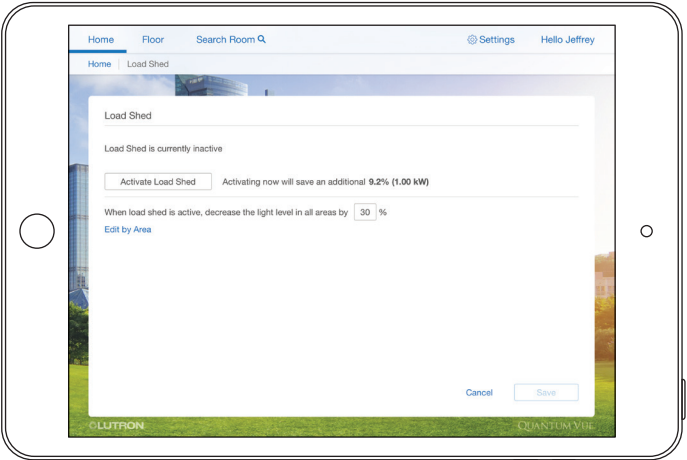 Home Floor Search Room Settings Hello Jeffrey
Home Load Shed
Load Shed
Load Shed is currently inactive
Activate Load Shed Activating now will save an additional 9.2% (1.00 kW)
When load shed is active, decrease the light level in all areas by 30 %
Edit by Area
Cancel Save
LUTRON QUANTUM VUE